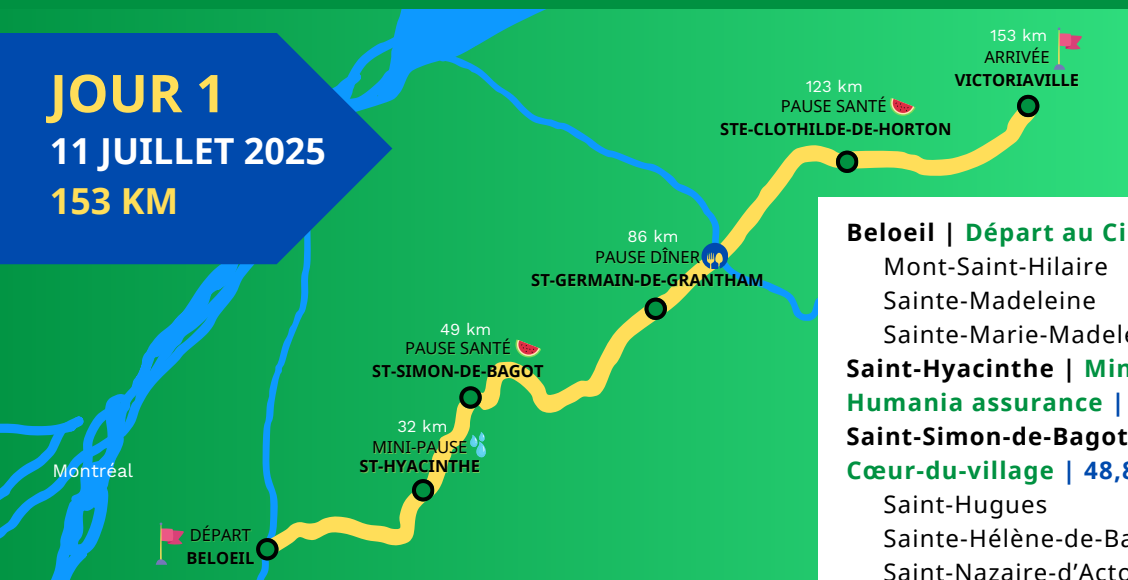 JOUR 1
11 JUILLET 2025
153 KM
153 km
ARRIVÉE
VICTORIAVILLE
123 km
PAUSE SANTÉ
STE-CLOTHILDE-DE-HORTON
86 km
PAUSE DÎNER
ST-GERMAIN-DE-GRANTHAM
49 km
PAUSE SANTÉ
ST-SIMON-DE-BAGOT
32 km
MINI-PAUSE
ST-HYACINTHE
Montréal
DÉPART
BELOEIL
Beloeil | Départ au Ci
Mont-Saint-Hilaire
Sainte-Madeleine
Sainte-Marie-Madele
Saint-Hyacinthe | Min
Humania assurance |
Saint-Simon-de-Bagot
Cœur-du-village | 48,8
Saint-Hugues
Sainte-Hélène-de-Ba
Saint-Nazaire-d’Acto